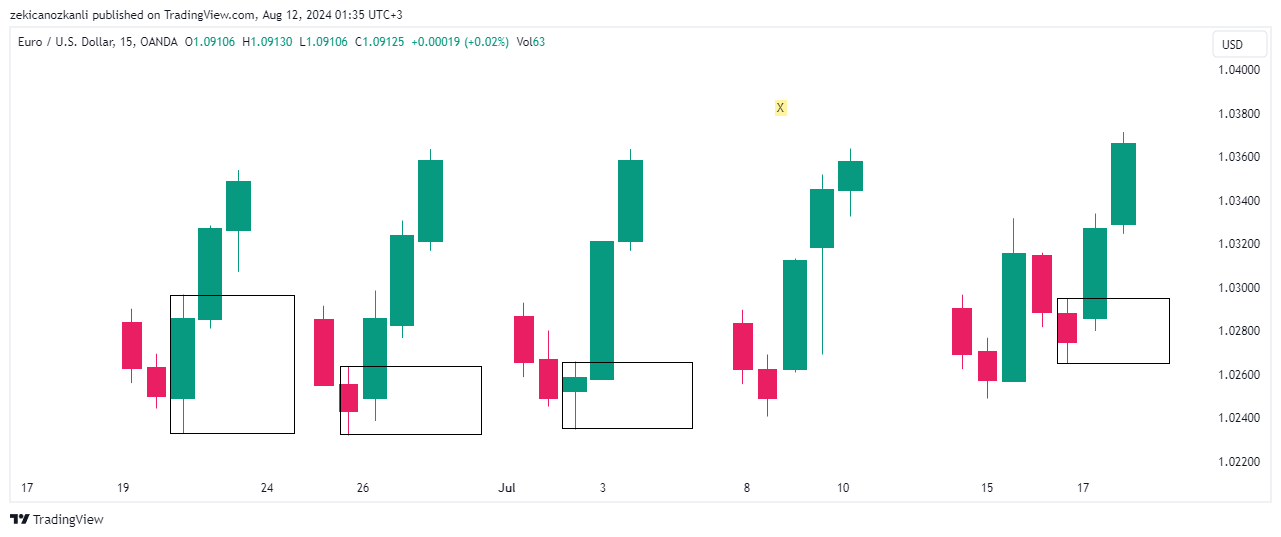 zekicanozkanli published on TradingView.com, Aug 12, 2024 01:35 UTC+3
Euro / U.S. Dollar, 15, OANDA O1.09106 H1.09130 L1.09106 C1.09125 +0.00019 (+0.02%) Vol63
USD
1.04000
X
1.03800
1.03600
1.03400
1.03200
1.03000
1.02800
1.02600
1.02400
1.02200
17 19 24 26 Jul 3 8 10 15 17
TradingView